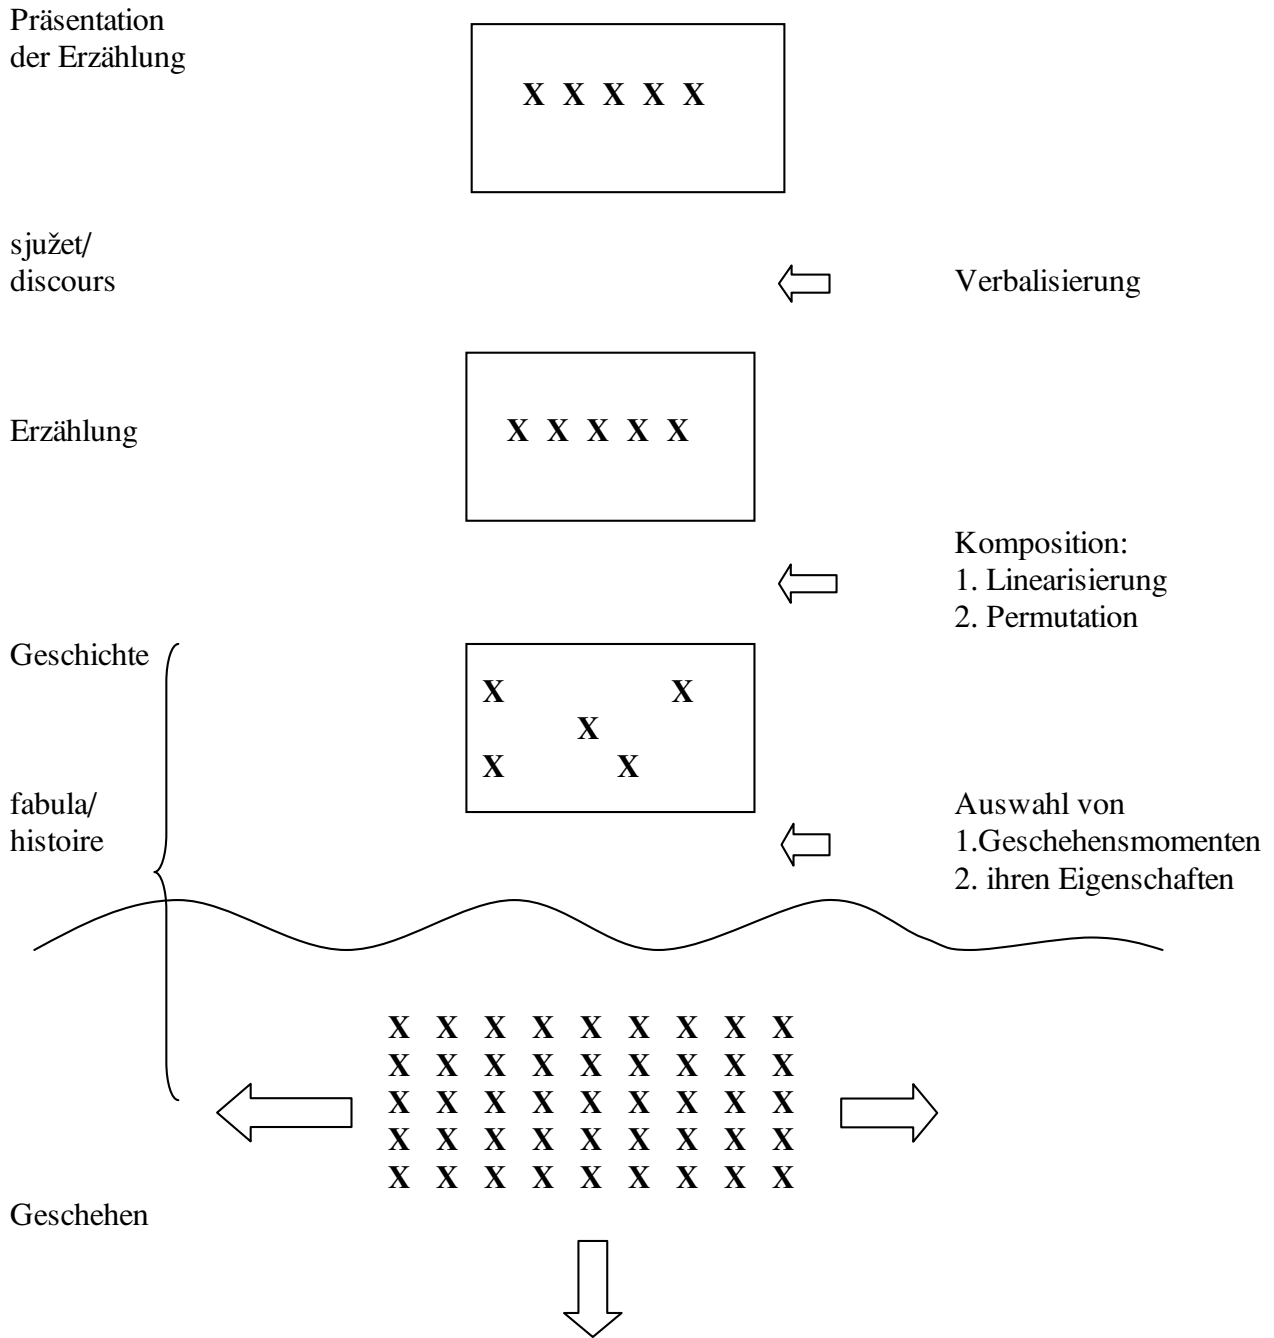 Präsentation
der Erzählung
X X X X X
sjužet/
discours
Verbalisierung
Erzählung
X X X X X
Komposition:
1. Linearisierung
2. Permutation
Geschichte
X X
X
X X
fabula/
histoire
Auswahl von
1.Geschehensmomenten
2. ihren Eigenschaften
X X X X X X X X X
X X X X X X X X X
X X X X X X X X X
X X X X X X X X X
X X X X X X X X X
Geschehen